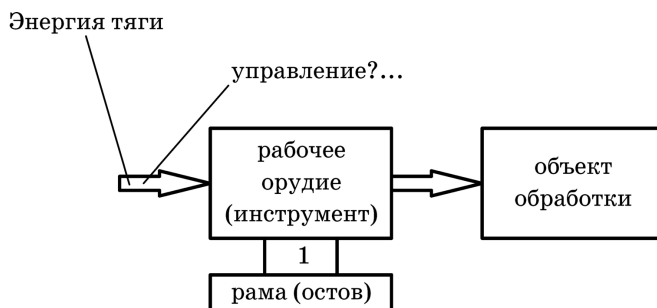 Энергия тяги
управление?...
рабочее
орудие
(инструмент)
объект
обработки
1
рама (остов)